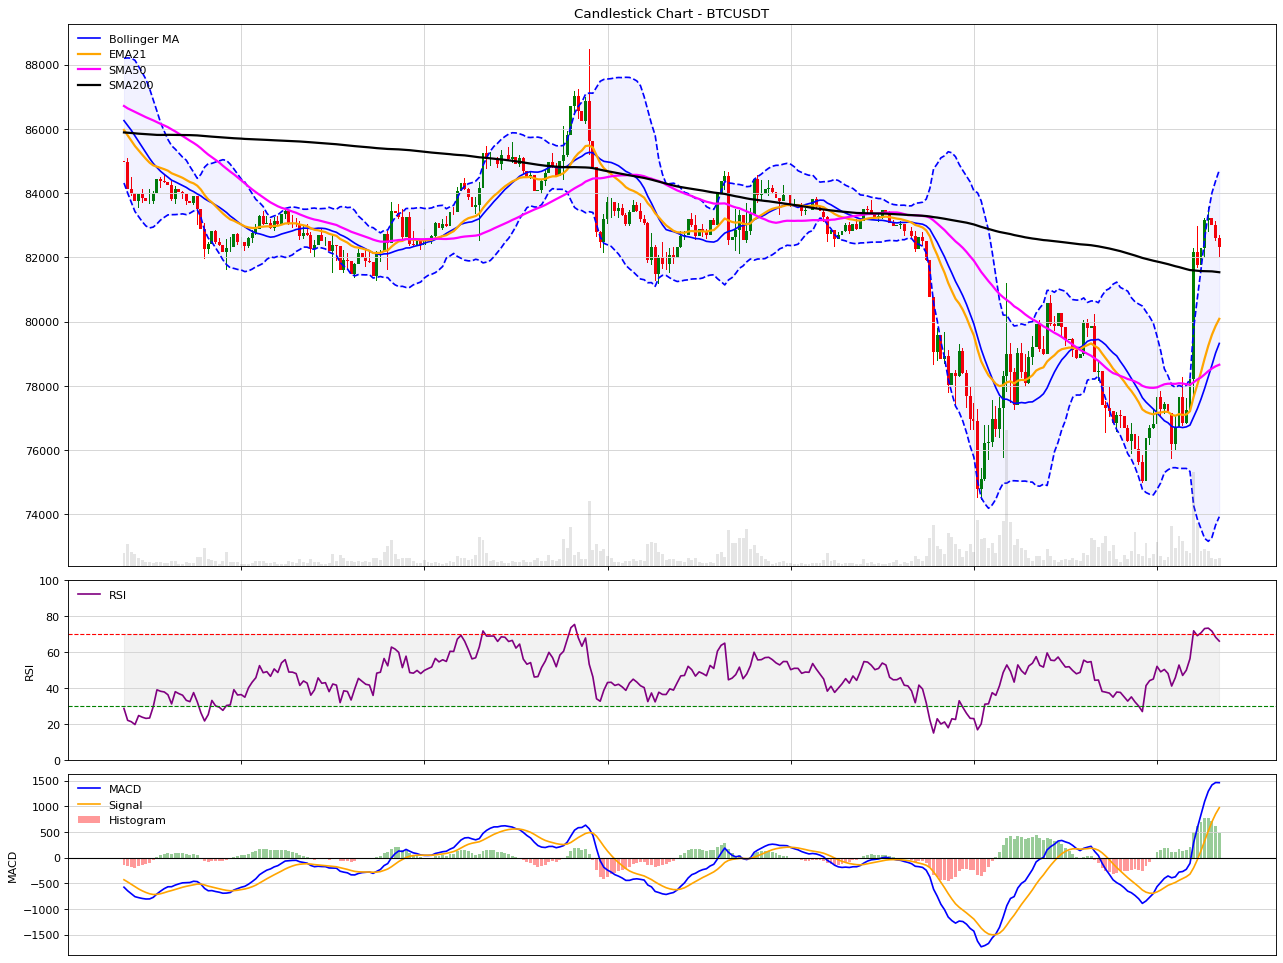 Candlestick Chart - BTCUSDT
Bollinger MA
EMA21
SMA50
SMA200
88000
86000
84000
82000
80000
78000
76000
74000
RSI
100
80
60
40
20
0
RSI
MACD
Signal
Histogram
1500
1000
500
0
−500
−1000
−1500
MACD